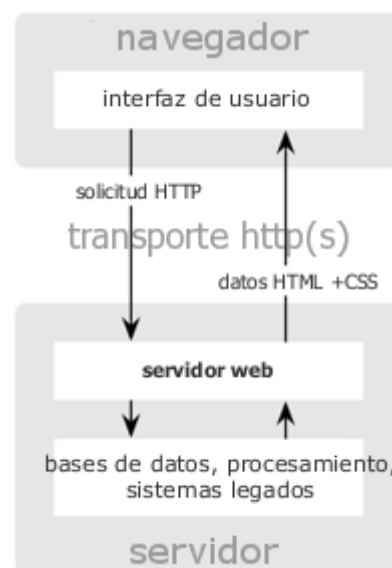 navegador
interfaz de usuario
solicitud HTTP
transporte http(s)
datos HTML +CSS
servidor web
bases de datos, procesamiento,
sistemas legados
servidor